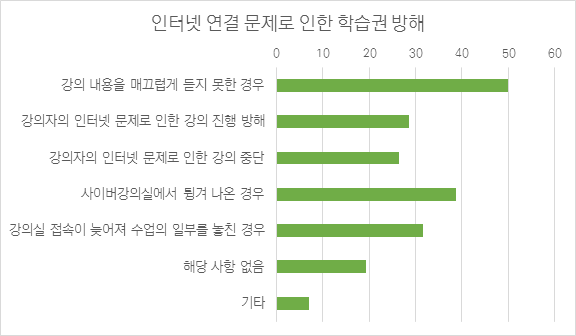 인터넷 연결 문제로 인한 학습권 방해
0 10 20 30 40 50 60
강의 내용을 매끄럽게 듣지 못한 경우
강의자의 인터넷 문제로 인한 강의 진행 방해
강의자의 인터넷 문제로 인한 강의 중단
사이버강의실에서 튕겨 나온 경우
강의실 접속이 늦어져 수업의 일부를 놓친 경우
해당 사항 없음
기타